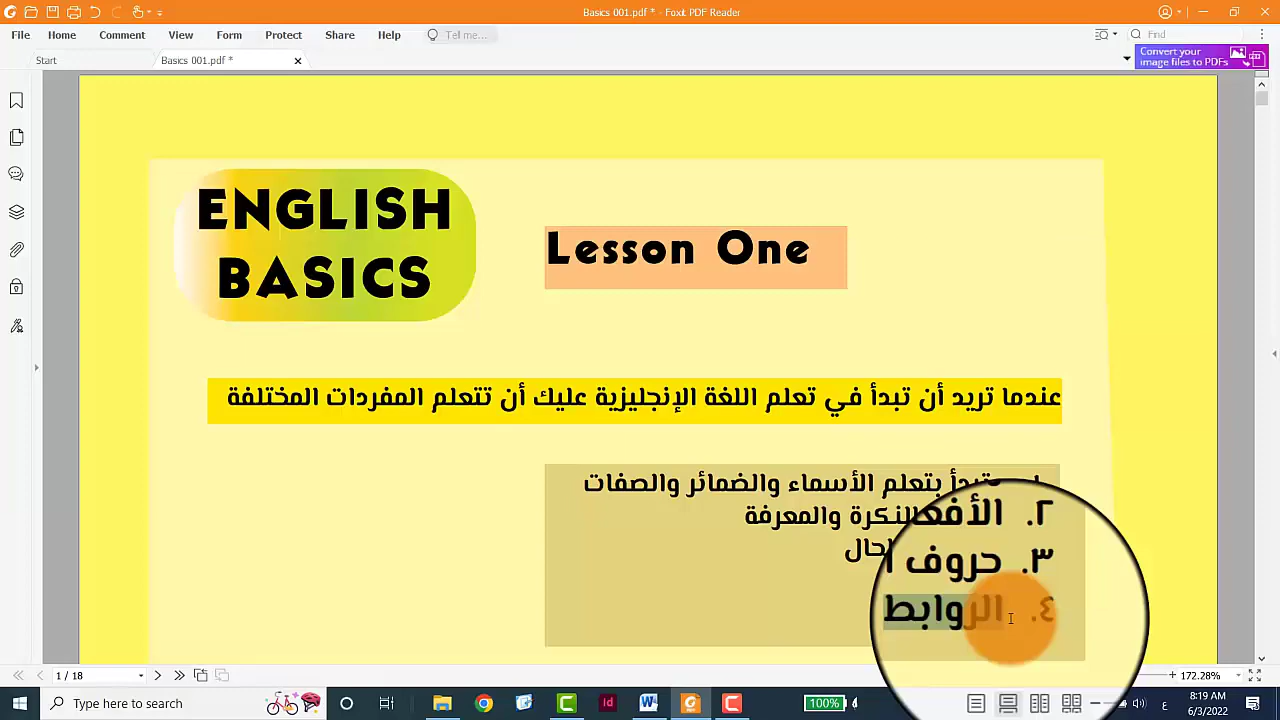 Basics 001.pdf * - Foxit PDF Reader
File Home Comment View Form Protect Share Help Tell me... Find
Start Basics 001.pdf *
Convert your
image files to PDFs
ENGLISH
BASICS
Lesson One
عندما تريد أن تبدأ في تعلم اللغة الإنجليزية عليك أن تتعلم المفردات المختلفة
بتعلم الأسماء والضمائر والصفات
٢. النكرة والمعرفة
٣. حروف
٤. الروابط
1 / 18
172.28%
Type here to search
100%
8:19 AM
6/3/2022